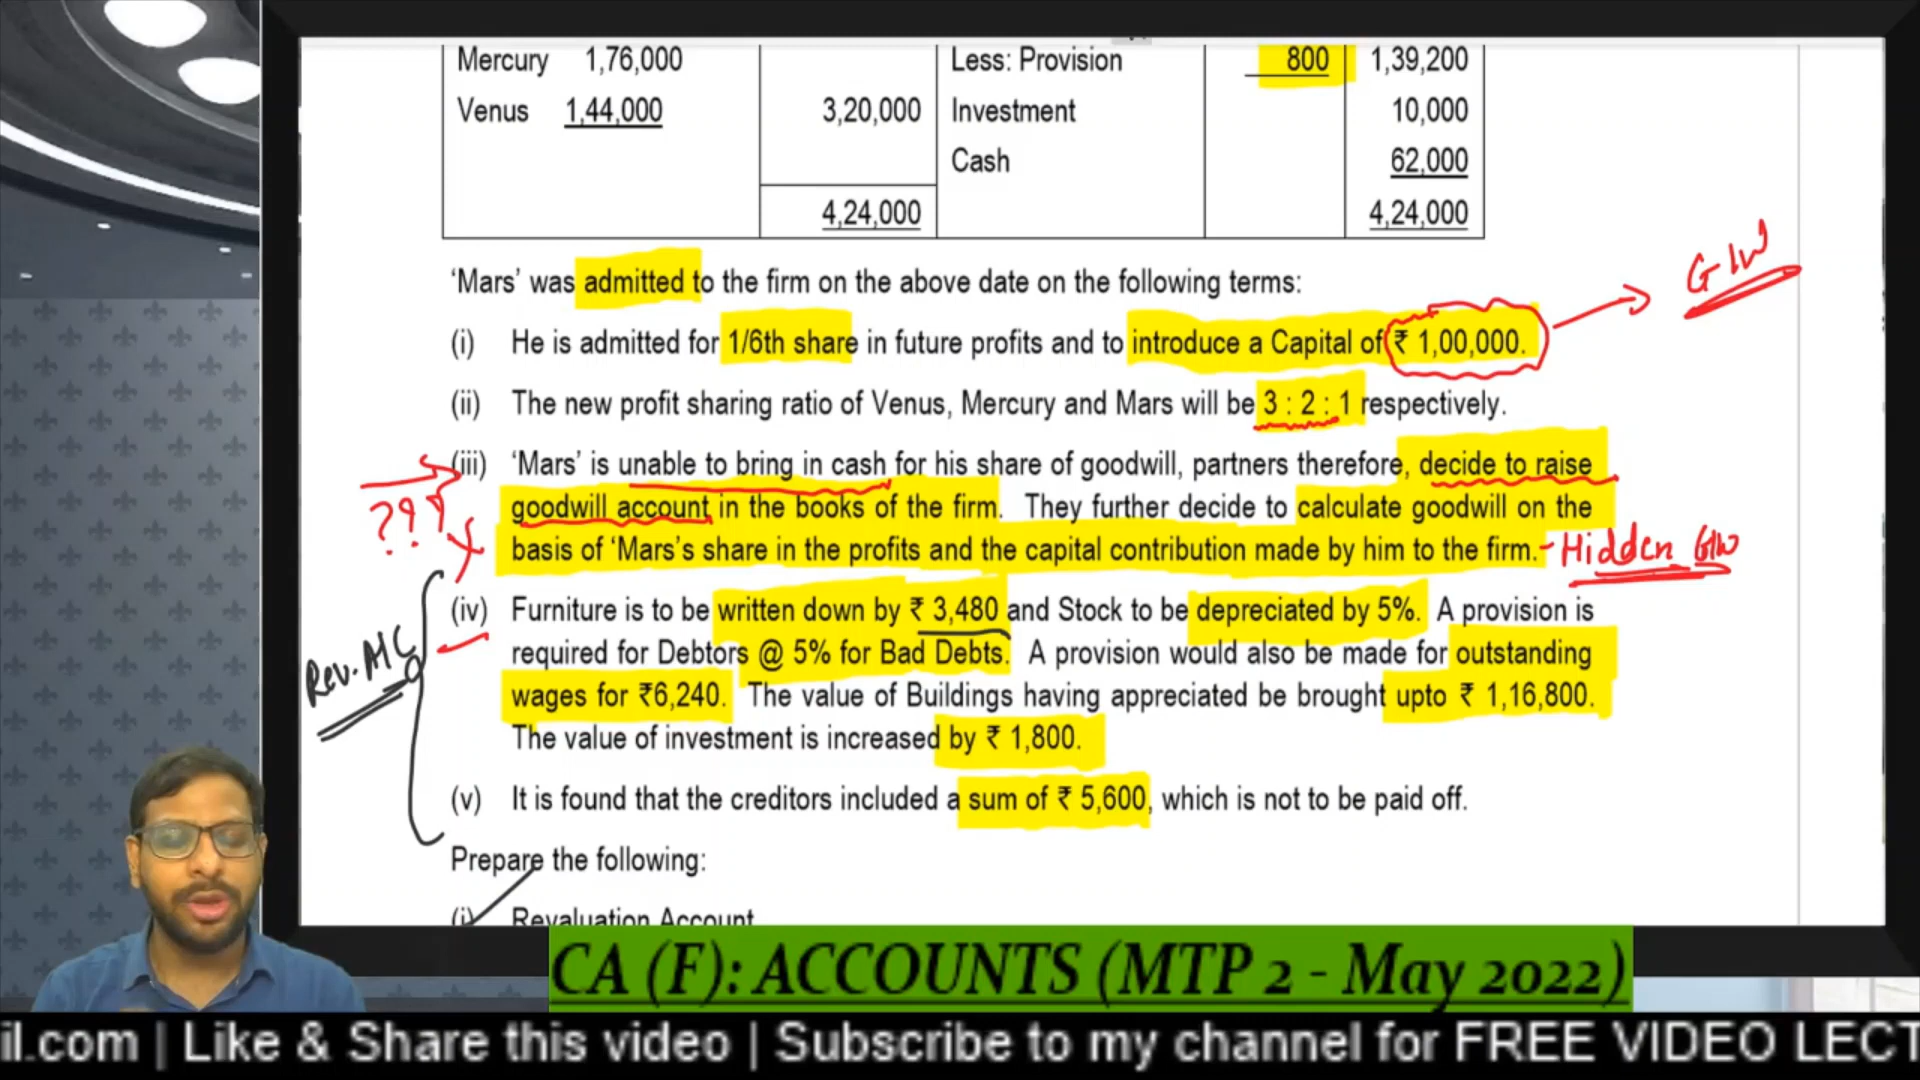 Mercury 1,76,000 Less: Provision 800 1,39,200
Venus 1,44,000 3,20,000 Investment 10,000
Cash 62,000
4,24,000 4,24,000
‘Mars’ was admitted to the firm on the above date on the following terms:
G/W
(i) He is admitted for 1/6th share in future profits and to introduce a Capital of ₹ 1,00,000.
(ii) The new profit sharing ratio of Venus, Mercury and Mars will be 3 : 2 : 1 respectively.
(iii) ‘Mars’ is unable to bring in cash for his share of goodwill, partners therefore, decide to raise
??? goodwill account in the books of the firm. They further decide to calculate goodwill on the
basis of ‘Mars’s share in the profits and the capital contribution made by him to the firm. - Hidden G/W
(iv) Furniture is to be written down by ₹ 3,480 and Stock to be depreciated by 5%. A provision is
Rev. A/C required for Debtors @ 5% for Bad Debts. A provision would also be made for outstanding
wages for ₹6,240. The value of Buildings having appreciated be brought upto ₹ 1,16,800.
The value of investment is increased by ₹ 1,800.
(v) It is found that the creditors included a sum of ₹ 5,600, which is not to be paid off.
Prepare the following:
(i) Revaluation Account
CA (F): ACCOUNTS (MTP 2 - May 2022)
il.com | Like & Share this video | Subscribe to my channel for FREE VIDEO LECT